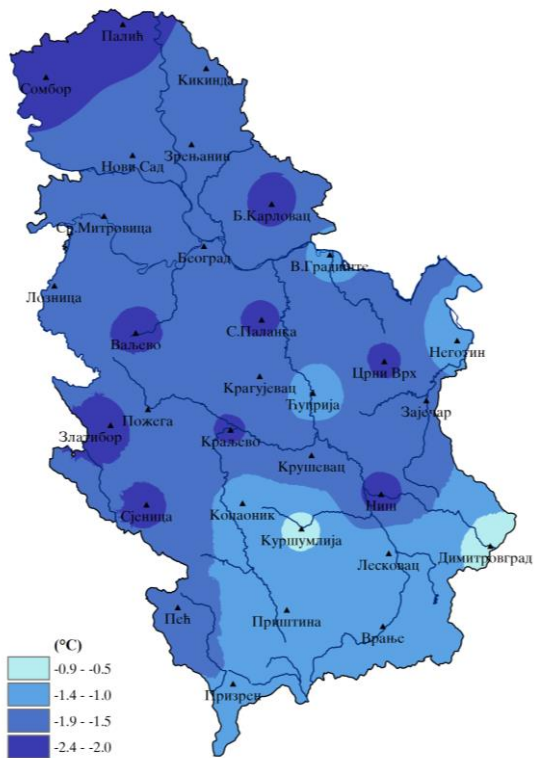 Палић
Сомбор
Кикинда
Нови Сад
Зрењанин
Б.Карловац
Ср.Митровица
Београд
В.Градиште
Лозница
Ваљево
С.Паланка
Неготин
Црни Врх
Крагујевац
Ћуприја
Зајечар
Пожега
Златибор
Краљево
Крушевац
Сјеница
Копаоник
Ниш
Куршумлија
Лесковац
Димитровград
Пећ
Приштина
Врање
Призрен
(°C)
-0.9 - -0.5
-1.4 - -1.0
-1.9 - -1.5
-2.4 - -2.0